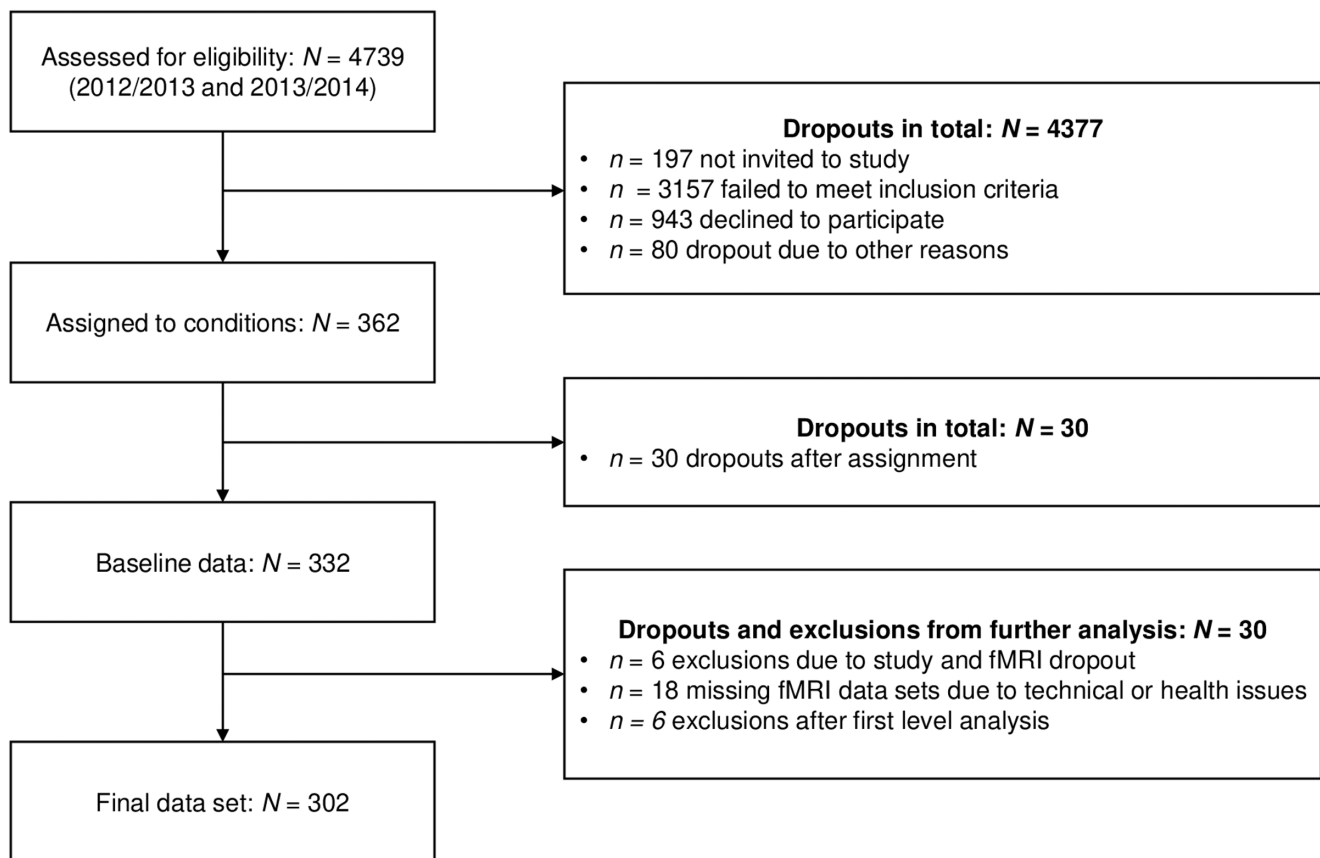 Assessed for eligibility: N = 4739
(2012/2013 and 2013/2014)
Dropouts in total: N = 4377
• n = 197 not invited to study
• n = 3157 failed to meet inclusion criteria
• n = 943 declined to participate
• n = 80 dropout due to other reasons
Assigned to conditions: N = 362
Dropouts in total: N = 30
• n = 30 dropouts after assignment
Baseline data: N = 332
Dropouts and exclusions from further analysis: N = 30
• n = 6 exclusions due to study and fMRI dropout
• n = 18 missing fMRI data sets due to technical or health issues
• n = 6 exclusions after first level analysis
Final data set: N = 302